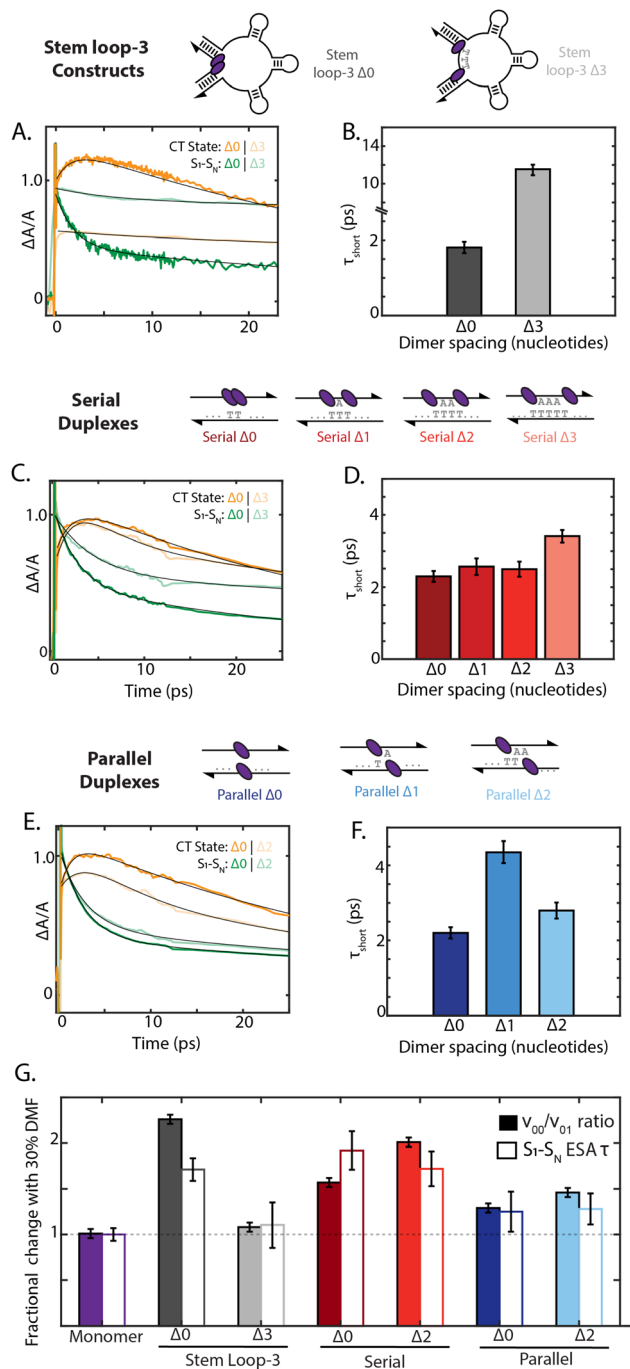 Stem loop-3
Constructs
Stem
loop-3 Δ0
T T T
Stem
loop-3 Δ3
A.
CT State: Δ0 | Δ3
S1-SN: Δ0 | Δ3
ΔA/A
1.0
0
0
10
20
B.
τshort (ps)
12
2
0
Δ0
Δ3
Dimer spacing (nucleotides)
Serial
Duplexes
A
AA
AAA
... TT ...
... TTT ...
... TTTT ...
... TTTTT ...
Serial Δ0
Serial Δ1
Serial Δ2
Serial Δ3
C.
CT State: Δ0 | Δ3
S1-SN: Δ0 | Δ3
ΔA/A
1.0
0
0
10
20
Time (ps)
D.
τshort (ps)
4
2
0
Δ0
Δ1
Δ2
Δ3
Dimer spacing (nucleotides)
Parallel
Duplexes
A
AA
... ...
... T ...
... TT ...
Parallel Δ0
Parallel Δ1
Parallel Δ2
E.
CT State: Δ0 | Δ2
S1-SN: Δ0 | Δ2
ΔA/A
1.0
0
0
10
20
Time (ps)
F.
τshort (ps)
4
2
0
Δ0
Δ1
Δ2
Dimer spacing (nucleotides)
G.
Fractional change with 30% DMF
2
1
v00/v01 ratio
S1-SN ESA τ
Monomer
Δ0
Δ3
Δ0
Δ2
Δ0
Δ2
Stem Loop-3
Serial
Parallel